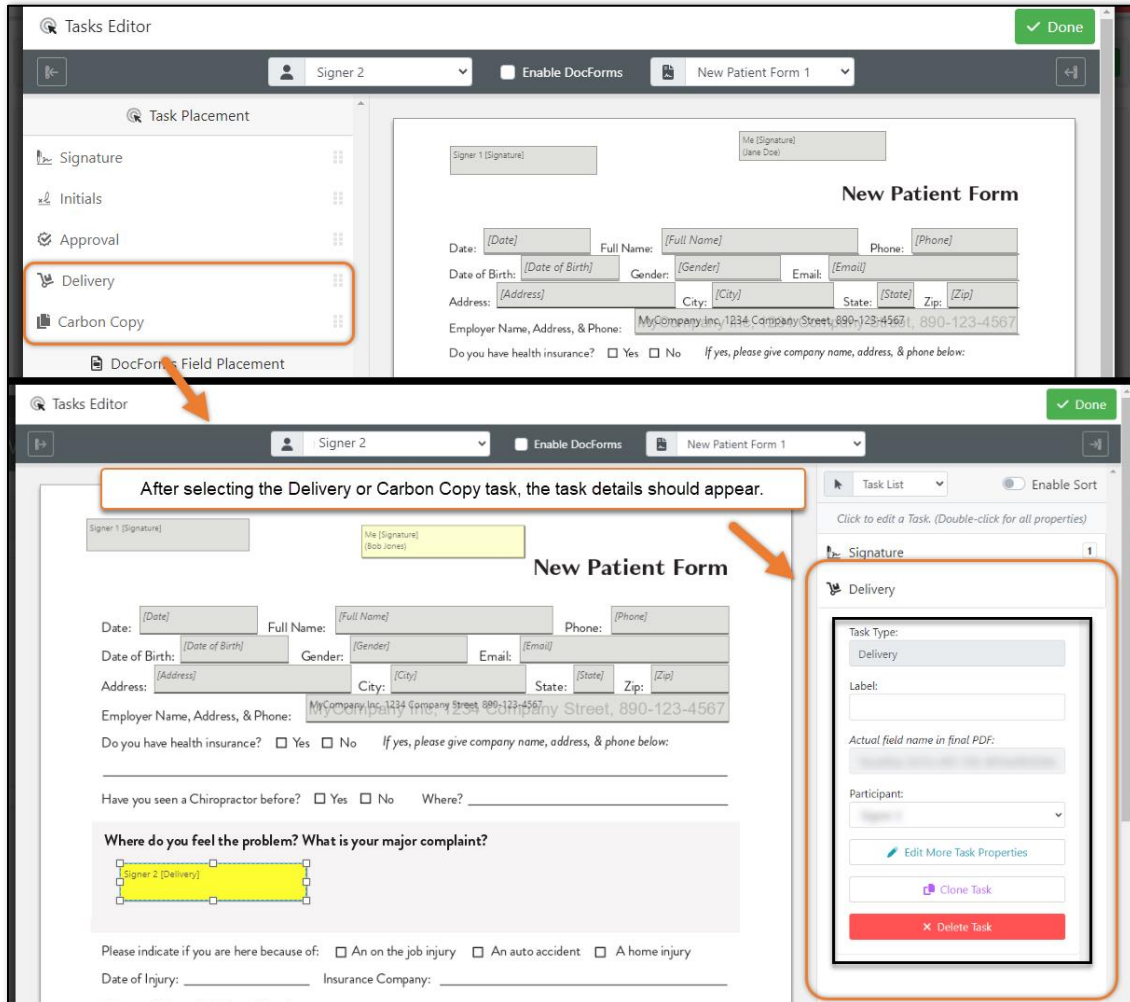 Tasks Editor
Done
Signer 2
Enable DocForms
New Patient Form 1
Task Placement
Signature
Initials
Approval
Delivery
Carbon Copy
DocForms Field Placement
Signer 1 [Signature]
Me [Signature]
(Jane Doe)
New Patient Form
Date: [Date] Full Name: [Full Name] Phone: [Phone]
Date of Birth: [Date of Birth] Gender: [Gender] Email: [Email]
Address: [Address] City: [City] State: [State] Zip: [Zip]
Employer Name, Address, & Phone: MyCompany Inc, 1234 Company Street, 890-123-4567
Do you have health insurance? Yes No If yes, please give company name, address, & phone below:
Tasks Editor
Done
Signer 2
Enable DocForms
New Patient Form 1
After selecting the Delivery or Carbon Copy task, the task details should appear.
Signer 1 [Signature]
Me [Signature]
(Bob Jones)
New Patient Form
Date: [Date] Full Name: [Full Name] Phone: [Phone]
Date of Birth: [Date of Birth] Gender: [Gender] Email: [Email]
Address: [Address] City: [City] State: [State] Zip: [Zip]
Employer Name, Address, & Phone: MyCompany Inc, 1234 Company Street, 890-123-4567
Do you have health insurance? Yes No If yes, please give company name, address, & phone below:
Have you seen a Chiropractor before? Yes No Where?
Where do you feel the problem? What is your major complaint?
Signer 2 [Delivery]
Please indicate if you are here because of: An on the job injury An auto accident A home injury
Date of Injury: Insurance Company:
Task List
Enable Sort
Click to edit a Task. (Double-click for all properties)
Signature 1
Delivery
Task Type:
Delivery
Label:
Actual field name in final PDF:
Participant:
Edit More Task Properties
Clone Task
Delete Task